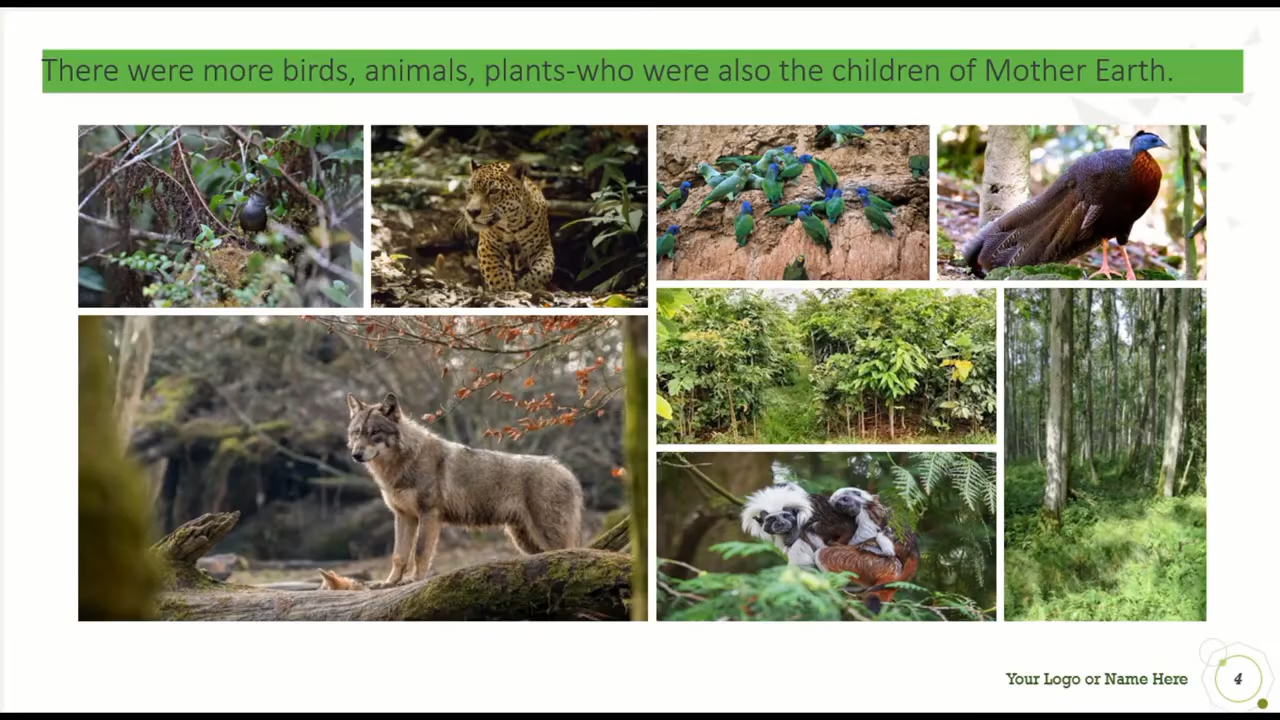 There were more birds, animals, plants-who were also the children of Mother Earth.
Your Logo or Name Here
4